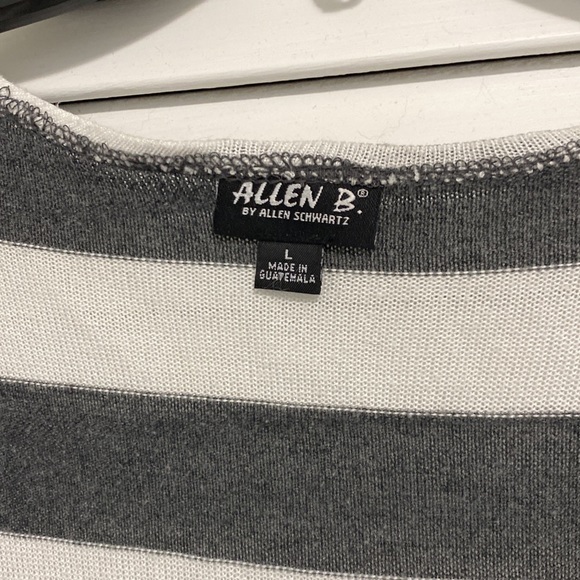 ALLEN B.®
BY ALLEN SCHWARTZ
L
MADE IN
GUATEMALA